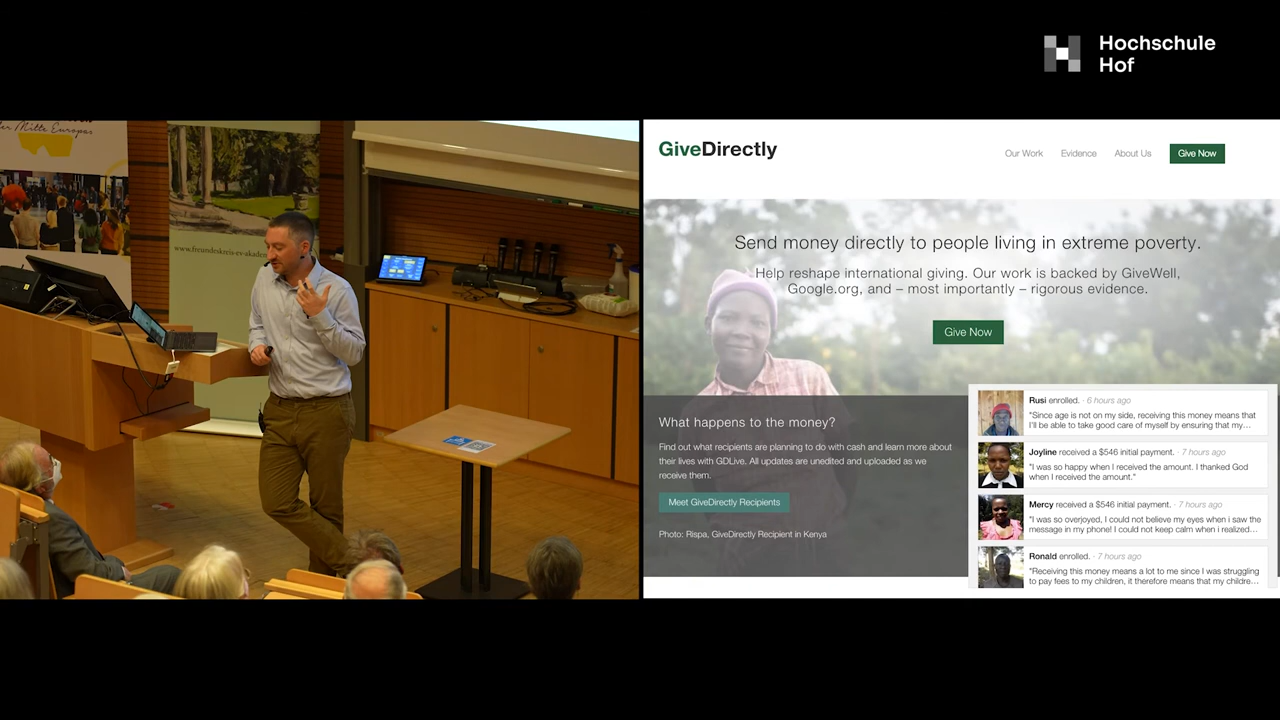 Hochschule
Hof
der Mitte Europas
www.freundeskreis-ev-akadem
GiveDirectly
Our Work
Evidence
About Us
Give Now
Send money directly to people living in extreme poverty.
Help reshape international giving. Our work is backed by GiveWell,
Google.org, and – most importantly – rigorous evidence.
Give Now
What happens to the money?
Find out what recipients are planning to do with cash and learn more about
their lives with GDLive. All updates are unedited and uploaded as we
receive them.
Meet GiveDirectly Recipients
Photo: Rispa, GiveDirectly Recipient in Kenya
Rusi enrolled. · 6 hours ago
"Since age is not on my side, receiving this money means that
I'll be able to take good care of myself by ensuring that my…
Joyline received a $546 initial payment. · 7 hours ago
"I was so happy when I received the amount. I thanked God
when I received the amount."
Mercy received a $546 initial payment. · 7 hours ago
"I was so overjoyed, I could not believe my eyes when i saw the
message in my phone! I could not keep calm when i realized…
Ronald enrolled. · 7 hours ago
"Receiving this money means a lot to me since I was struggling
to pay fees to my children, it therefore means that my childre…